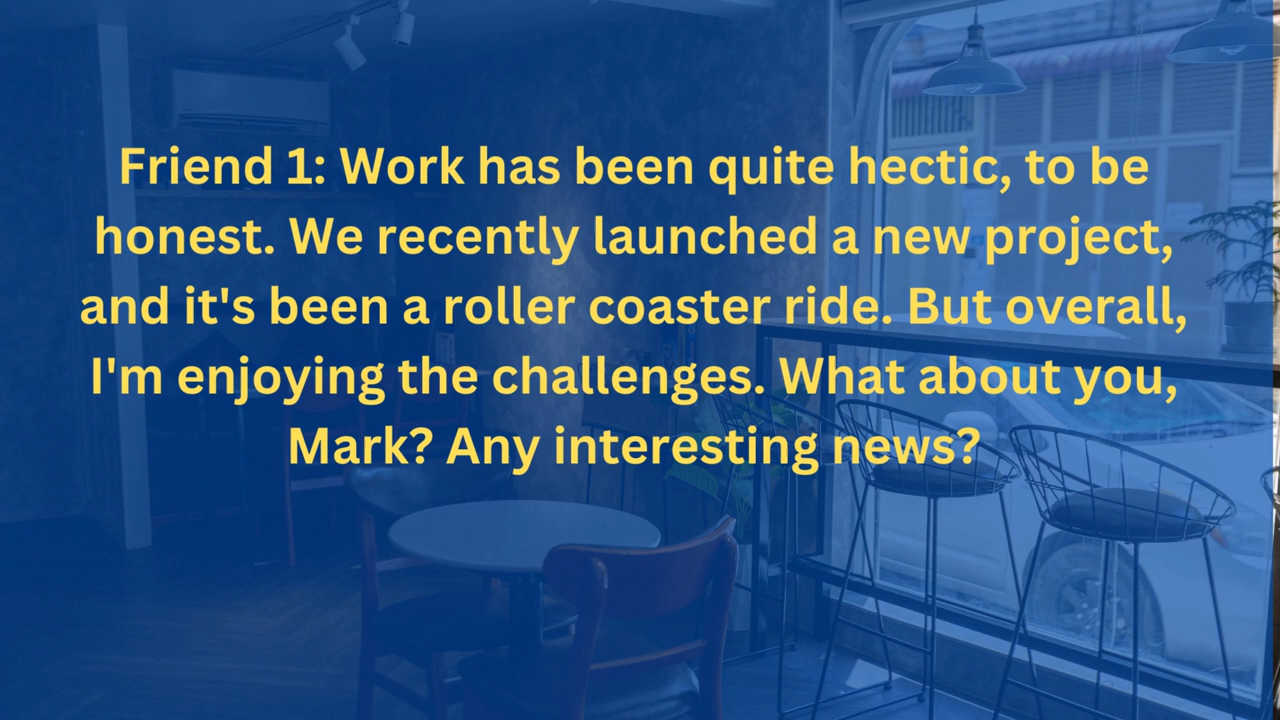 Friend 1: Work has been quite hectic, to be
honest. We recently launched a new project,
and it's been a roller coaster ride. But overall,
I'm enjoying the challenges. What about you,
Mark? Any interesting news?